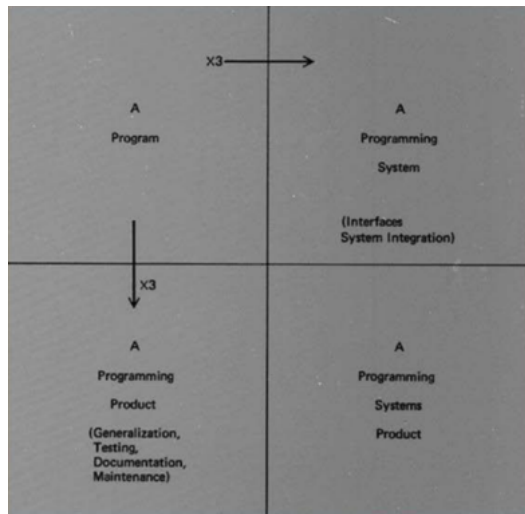 X3
A
Program
A
Programming
System
(Interfaces
System Integration)
X3
A
Programming
Product
(Generalization,
Testing,
Documentation,
Maintenance)
A
Programming
Systems
Product